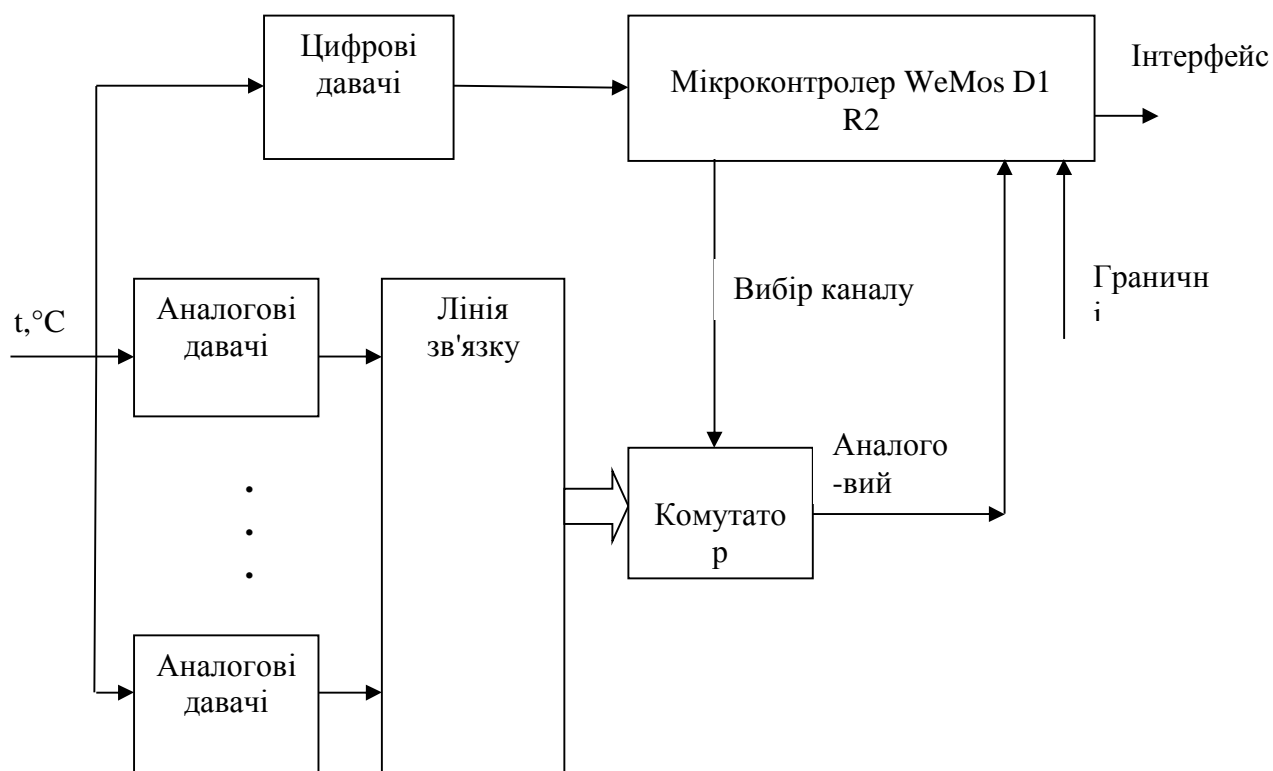 Цифрові
давачі
Мікроконтролер WeMos D1
R2
Інтерфейс
t,°C
Аналогові
давачі
Лінія
зв'язку
Вибір каналу
Граничн
і
Аналого
-вий
Комутато
р
Аналогові
давачі